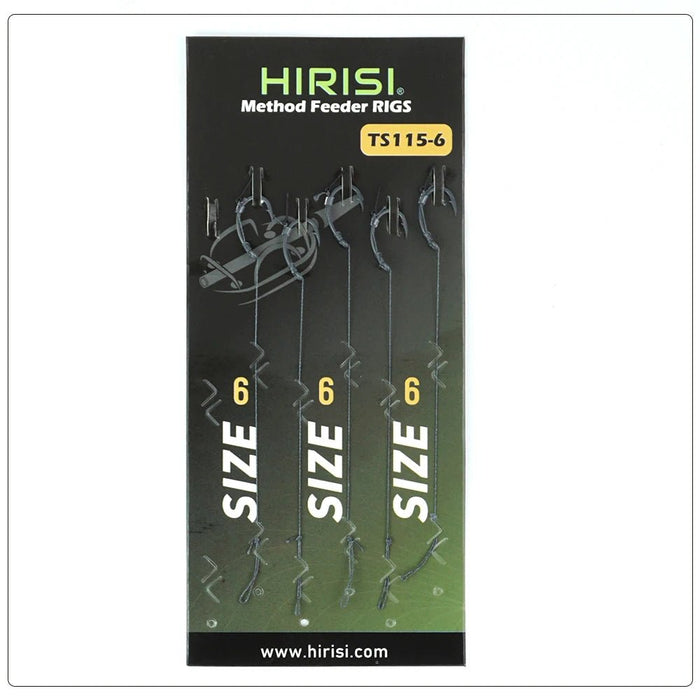 HIRISI®
Method Feeder RIGS
TS115-6
SIZE 6
SIZE 6
SIZE 6
www.hirisi.com